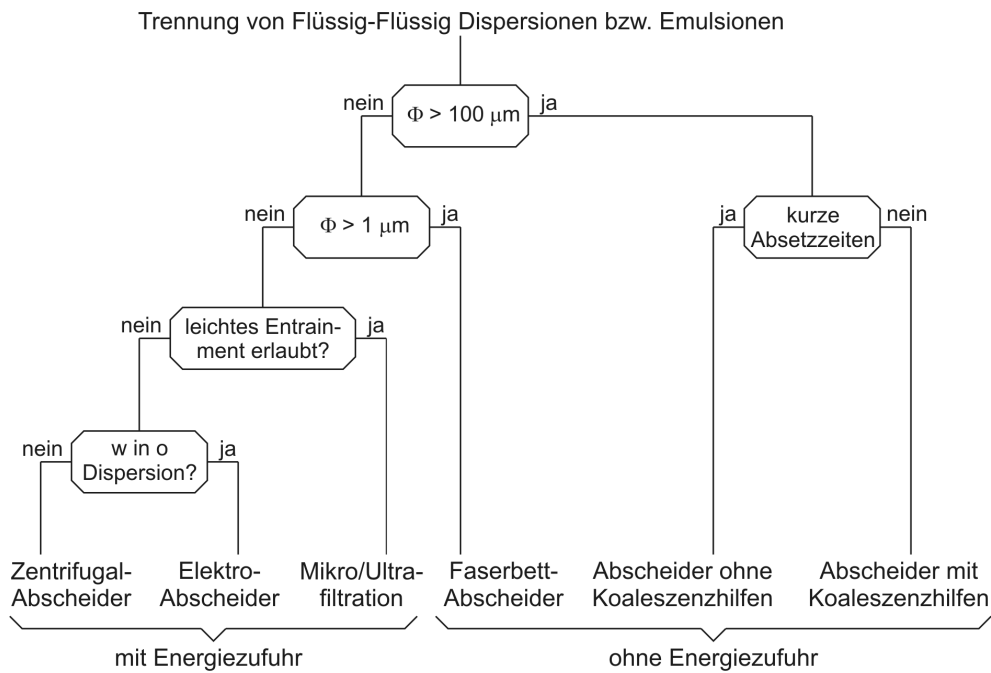 Trennung von Flüssig-Flüssig Dispersionen bzw. Emulsionen
nein
Φ > 100 μm
ja
nein
Φ > 1 μm
ja
ja
kurze
Absetzzeiten
nein
nein
leichtes Entrain-
ment erlaubt?
ja
nein
w in o
Dispersion?
ja
Zentrifugal-
Abscheider
Elektro-
Abscheider
Mikro/Ultra-
filtration
Faserbett-
Abscheider
Abscheider ohne
Koaleszenzhilfen
Abscheider mit
Koaleszenzhilfen
mit Energiezufuhr
ohne Energiezufuhr